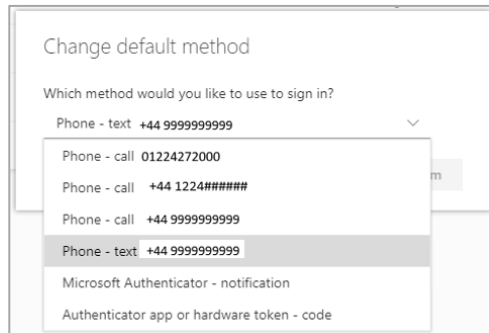 Change default method
Which method would you like to use to sign in?
Phone - text +44 9999999999
Phone - call 01224272000
Phone - call +44 1224######
Phone - call +44 9999999999
m
Phone - text +44 9999999999
Microsoft Authenticator - notification
Authenticator app or hardware token - code